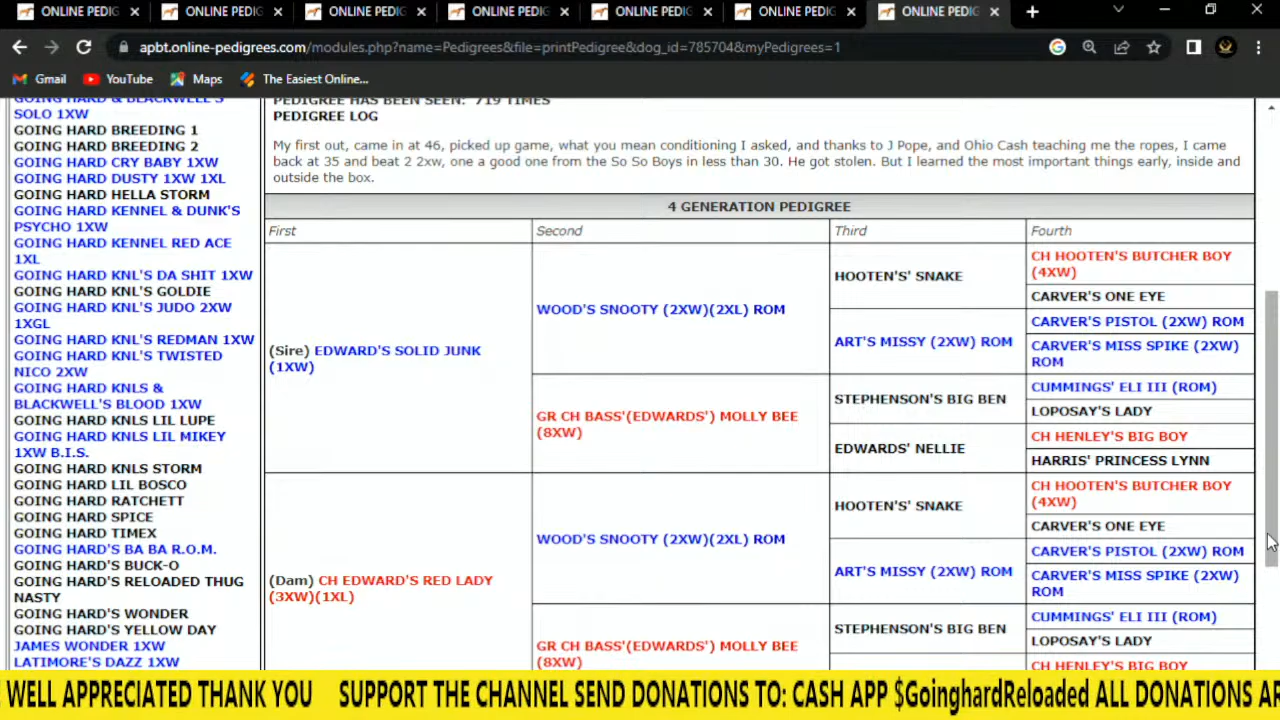 ONLINE PEDIG
ONLINE PEDIG
ONLINE PEDIG
ONLINE PEDIG
ONLINE PEDIG
ONLINE PEDIG
ONLINE PEDIG
apbt.online-pedigrees.com/modules.php?name=Pedigrees&file=printPedigree&dog_id=785704&myPedigrees=1
Gmail
YouTube
Maps
The Easiest Online...
GOING HARD & BLACKWELL'S
SOLO 1XW
GOING HARD BREEDING 1
GOING HARD BREEDING 2
GOING HARD CRY BABY 1XW
GOING HARD DUSTY 1XW 1XL
GOING HARD HELLA STORM
GOING HARD KENNEL & DUNK'S
PSYCHO 1XW
GOING HARD KENNEL RED ACE
1XL
GOING HARD KNL'S DA SHIT 1XW
GOING HARD KNL'S GOLDIE
GOING HARD KNL'S JUDO 2XW
1XGL
GOING HARD KNL'S REDMAN 1XW
GOING HARD KNL'S TWISTED
NICO 2XW
GOING HARD KNLS &
BLACKWELL'S BLOOD 1XW
GOING HARD KNLS LIL LUPE
GOING HARD KNLS LIL MIKEY
1XW B.I.S.
GOING HARD KNLS STORM
GOING HARD LIL BOSCO
GOING HARD RATCHETT
GOING HARD SPICE
GOING HARD TIMEX
GOING HARD'S BA BA R.O.M.
GOING HARD'S BUCK-O
GOING HARD'S RELOADED THUG
NASTY
GOING HARD'S WONDER
GOING HARD'S YELLOW DAY
JAMES WONDER 1XW
LATIMORE'S DAZZ 1XW
PEDIGREE HAS BEEN SEEN: 719 TIMES
PEDIGREE LOG
My first out, came in at 46, picked up game, what you mean conditioning I asked, and thanks to J Pope, and Ohio Cash teaching me the ropes, I came
back at 35 and beat 2 2xw, one a good one from the So So Boys in less than 30. He got stolen. But I learned the most important things early, inside and
outside the box.
4 GENERATION PEDIGREE
First
Second
Third
Fourth
(Sire) EDWARD'S SOLID JUNK
(1XW)
WOOD'S SNOOTY (2XW)(2XL) ROM
HOOTEN'S' SNAKE
CH HOOTEN'S BUTCHER BOY
(4XW)
CARVER'S ONE EYE
ART'S MISSY (2XW) ROM
CARVER'S PISTOL (2XW) ROM
CARVER'S MISS SPIKE (2XW)
ROM
GR CH BASS'(EDWARDS') MOLLY BEE
(8XW)
STEPHENSON'S BIG BEN
CUMMINGS' ELI III (ROM)
LOPOSAY'S LADY
EDWARDS' NELLIE
CH HENLEY'S BIG BOY
HARRIS' PRINCESS LYNN
(Dam) CH EDWARD'S RED LADY
(3XW)(1XL)
WOOD'S SNOOTY (2XW)(2XL) ROM
HOOTEN'S' SNAKE
CH HOOTEN'S BUTCHER BOY
(4XW)
CARVER'S ONE EYE
ART'S MISSY (2XW) ROM
CARVER'S PISTOL (2XW) ROM
CARVER'S MISS SPIKE (2XW)
ROM
GR CH BASS'(EDWARDS') MOLLY BEE
(8XW)
STEPHENSON'S BIG BEN
CUMMINGS' ELI III (ROM)
LOPOSAY'S LADY
CH HENLEY'S BIG BOY
WELL APPRECIATED THANK YOU SUPPORT THE CHANNEL SEND DONATIONS TO: CASH APP $GoinghardReloaded ALL DONATIONS AR